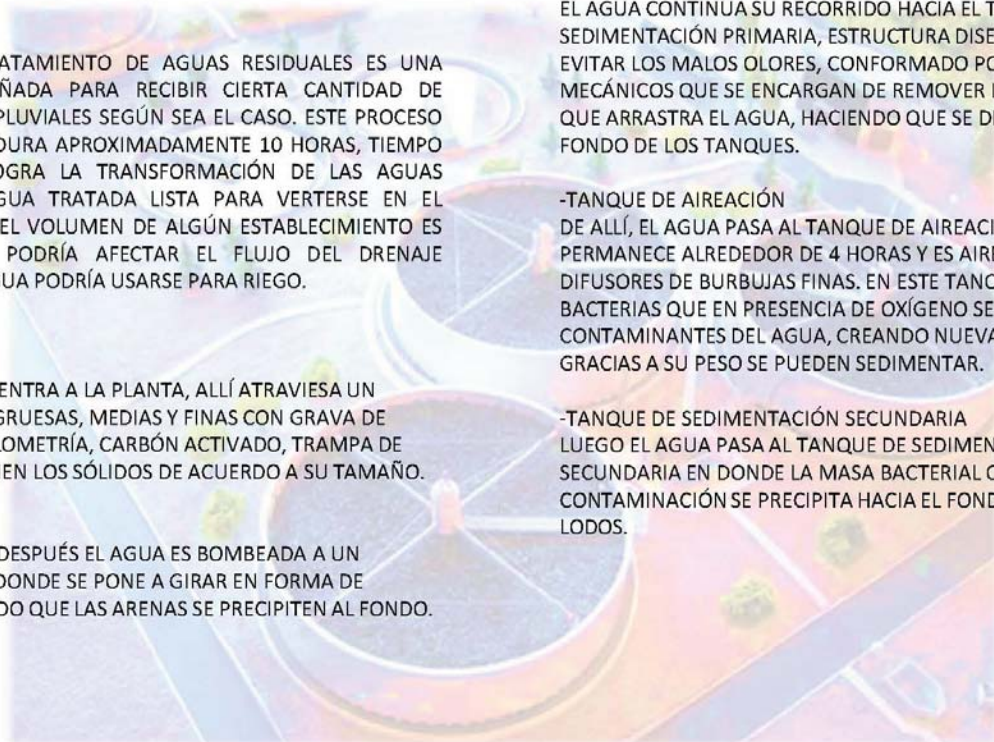 ATAMIENTO DE AGUAS RESIDUALES ES UNA
ÑADA PARA RECIBIR CIERTA CANTIDAD DE
PLUVIALES SEGÚN SEA EL CASO. ESTE PROCESO
DURA APROXIMADAMENTE 10 HORAS, TIEMPO
OGRA LA TRANSFORMACIÓN DE LAS AGUAS
GUA TRATADA LISTA PARA VERTERSE EN EL
EL VOLUMEN DE ALGÚN ESTABLECIMIENTO ES
PODRÍA AFECTAR EL FLUJO DEL DRENAJE
UA PODRÍA USARSE PARA RIEGO.
ENTRA A LA PLANTA, ALLÍ ATRAVIESA UN
GRUESAS, MEDIAS Y FINAS CON GRAVA DE
LOMETRÍA, CARBÓN ACTIVADO, TRAMPA DE
EN LOS SÓLIDOS DE ACUERDO A SU TAMAÑO.
DESPUÉS EL AGUA ES BOMBEADA A UN
DONDE SE PONE A GIRAR EN FORMA DE
DO QUE LAS ARENAS SE PRECIPITEN AL FONDO.
EL AGUA CONTINUA SU RECORRIDO HACIA EL T
SEDIMENTACIÓN PRIMARIA, ESTRUCTURA DISE
EVITAR LOS MALOS OLORES, CONFORMADO PO
MECÁNICOS QUE SE ENCARGAN DE REMOVER
QUE ARRASTRA EL AGUA, HACIENDO QUE SE D
FONDO DE LOS TANQUES.
-TANQUE DE AIREACIÓN
DE ALLÍ, EL AGUA PASA AL TANQUE DE AIREACI
PERMANECE ALREDEDOR DE 4 HORAS Y ES AIR
DIFUSORES DE BURBUJAS FINAS. EN ESTE TANQ
BACTERIAS QUE EN PRESENCIA DE OXÍGENO SE
CONTAMINANTES DEL AGUA, CREANDO NUEVA
GRACIAS A SU PESO SE PUEDEN SEDIMENTAR.
-TANQUE DE SEDIMENTACIÓN SECUNDARIA
LUEGO EL AGUA PASA AL TANQUE DE SEDIMEN
SECUNDARIA EN DONDE LA MASA BACTERIAL C
CONTAMINACIÓN SE PRECIPITA HACIA EL FOND
LODOS.